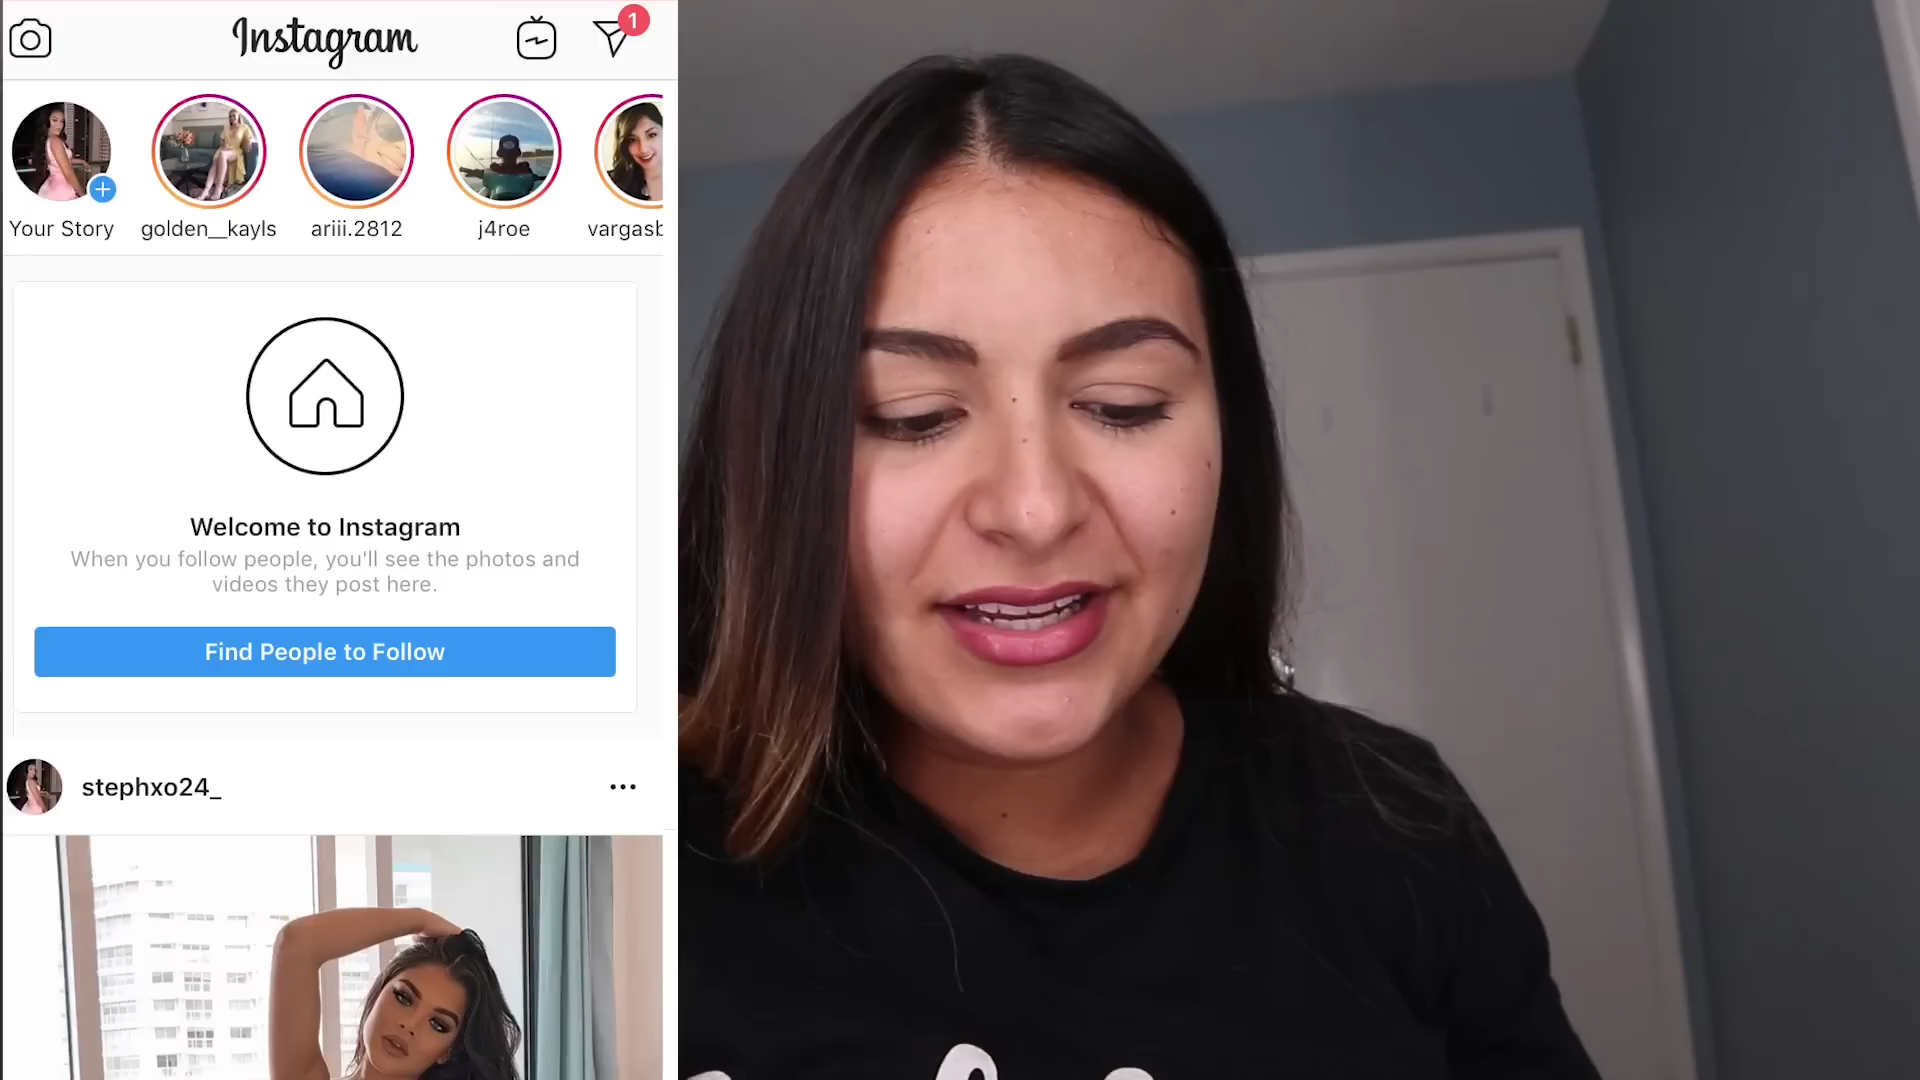 Instagram
1
Your Story
golden__kayls
ariii.2812
j4roe
vargasb
Welcome to Instagram
When you follow people, you'll see the photos and
videos they post here.
Find People to Follow
stephxo24_